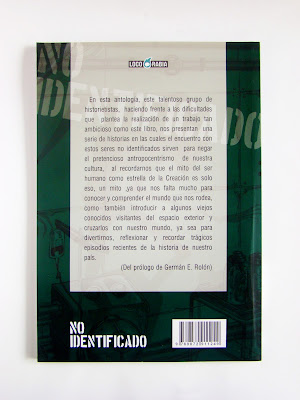 LOCO RABIA
NO
IDENTIFICADO
En esta antología, este talentoso grupo de
historietistas, haciendo frente a las dificultades
que plantea la realización de un trabajo tan
ambicioso como este libro, nos presentan una
serie de historias en las cuales el encuentro con
estos seres no identificados sirven para negar
el pretencioso antropocentrismo de nuestra
cultura, al recordarnos que el mito del ser
humano como estrella de la Creación es solo
eso, un mito ,ya que nos falta mucho para
conocer y comprender el mundo que nos rodea,
como también introducir a algunos viejos
conocidos visitantes del espacio exterior y
cruzarlos con nuestro mundo, ya sea para
divertirnos, reflexionar y recordar trágicos
episodios recientes de la historia de nuestro
país.
(Del prólogo de Germán E. Rolón)
NO
IDENTIFICADO